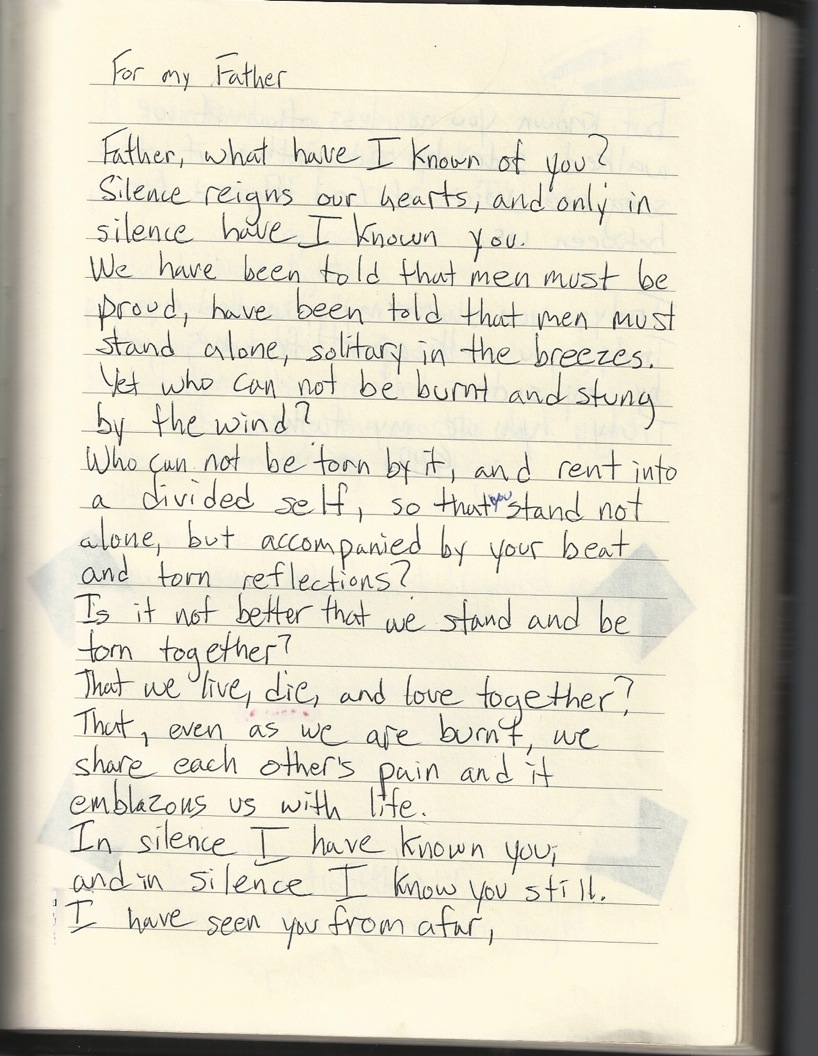 For my Father
Father, what have I known of you?
Silence reigns our hearts, and only in
silence have I known you.
We have been told that men must be
proud, have been told that men must
stand alone, solitary in the breezes.
Yet who can not be burnt and stung
by the wind?
Who can not be torn by it, and rent into
a divided self, so that you stand not
alone, but accompanied by your beat
and torn reflections?
Is it not better that we stand and be
torn together?
That we live, die, and love together?
That, even as we are burnt, we
share each other's pain and it
emblazons us with life.
In silence I have known you,
and in silence I know you still.
I have seen you from afar,